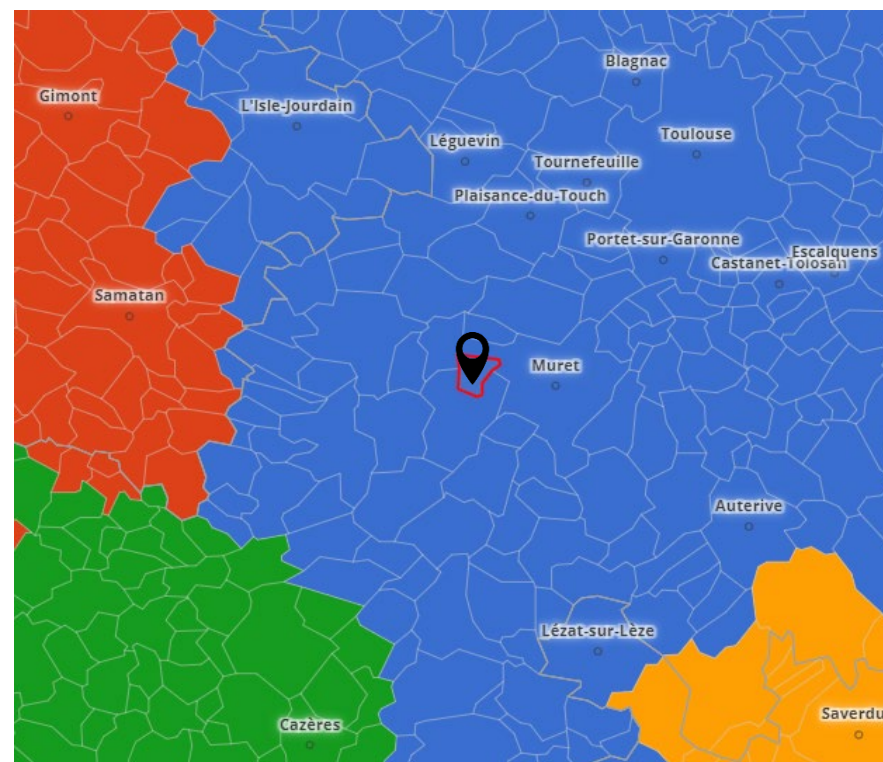 Blagnac
Gimont
L'Isle-Jourdain
Toulouse
Léguevin
Tournefeuille
Plaisance-du-Touch
Portet-sur-Garonne
Escalquens
Castanet-Tolosan
Samatan
Muret
Auterive
Lézat-sur-Lèze
Saverdu
Cazères